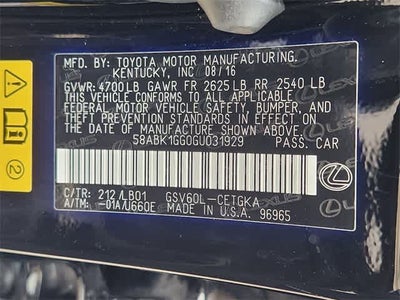 MFD. BY: TOYOTA MOTOR MANUFACTURING,
KENTUCKY, INC 08/16
GVWR: 4700LB GAWR FR 2625LB RR 2540 LB
THIS VEHICLE CONFORMS TO ALL APPLICABLE
FEDERAL MOTOR VEHICLE SAFETY, BUMPER, AND
THEFT PREVENTION STANDARDS IN EFFECT ON
THE DATE OF MANUFACTURE SHOWN ABOVE.
58ABK1GG0GU031929 PASS. CAR
C/TR: 212/LB01 GSV60L-CETGKA
A/TM: -01A/U660E MADE IN U.S.A. 96965
2